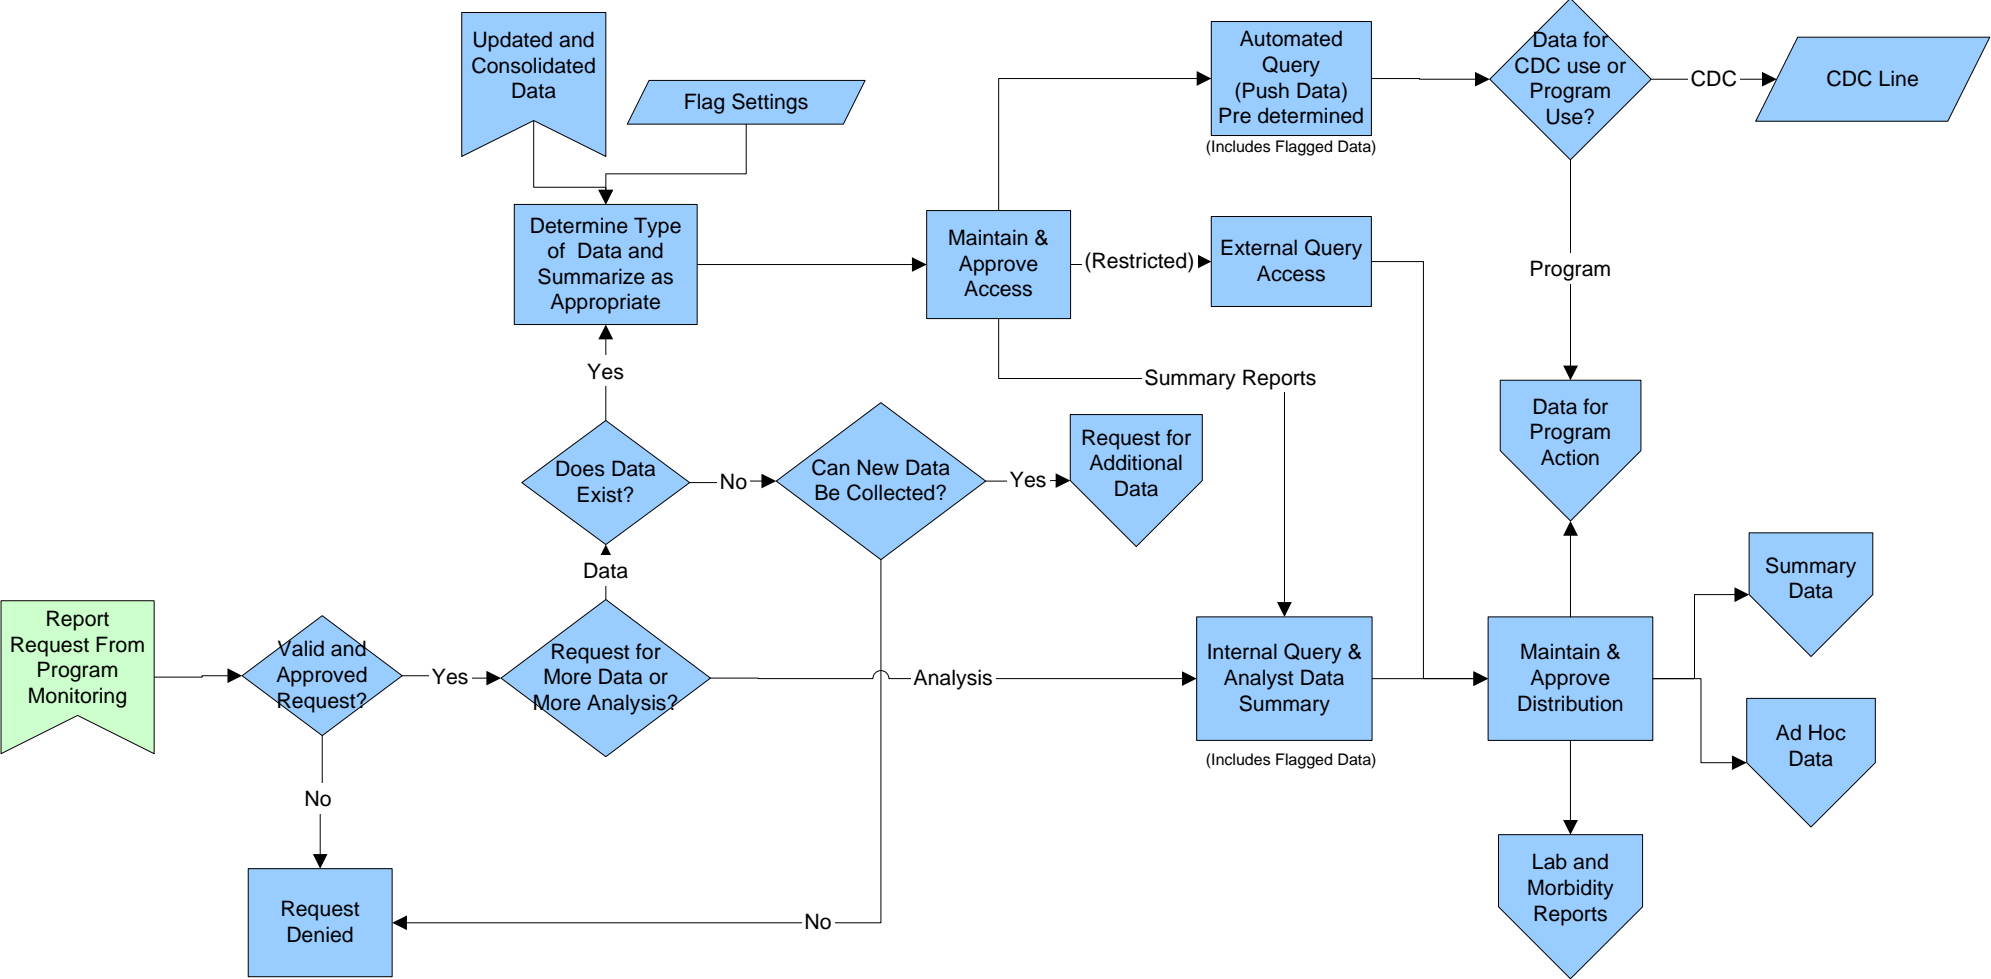 Updated and
Consolidated
Data
Flag Settings
Automated
Query
(Push Data)
Pre determined
(Includes Flagged Data)
Data for
CDC use or
Program
Use?
CDC
CDC Line
Determine Type
of Data and
Summarize as
Appropriate
Maintain &
Approve
Access
(Restricted)
External Query
Access
Program
Yes
Summary Reports
Does Data
Exist?
No
Can New Data
Be Collected?
Yes
Request for
Additional
Data
Data for
Program
Action
Data
Report
Request From
Program
Monitoring
Valid and
Approved
Request?
Yes
Request for
More Data or
More Analysis?
Analysis
Internal Query &
Analyst Data
Summary
(Includes Flagged Data)
Maintain &
Approve
Distribution
Summary
Data
Ad Hoc
Data
No
Request
Denied
No
Lab and
Morbidity
Reports